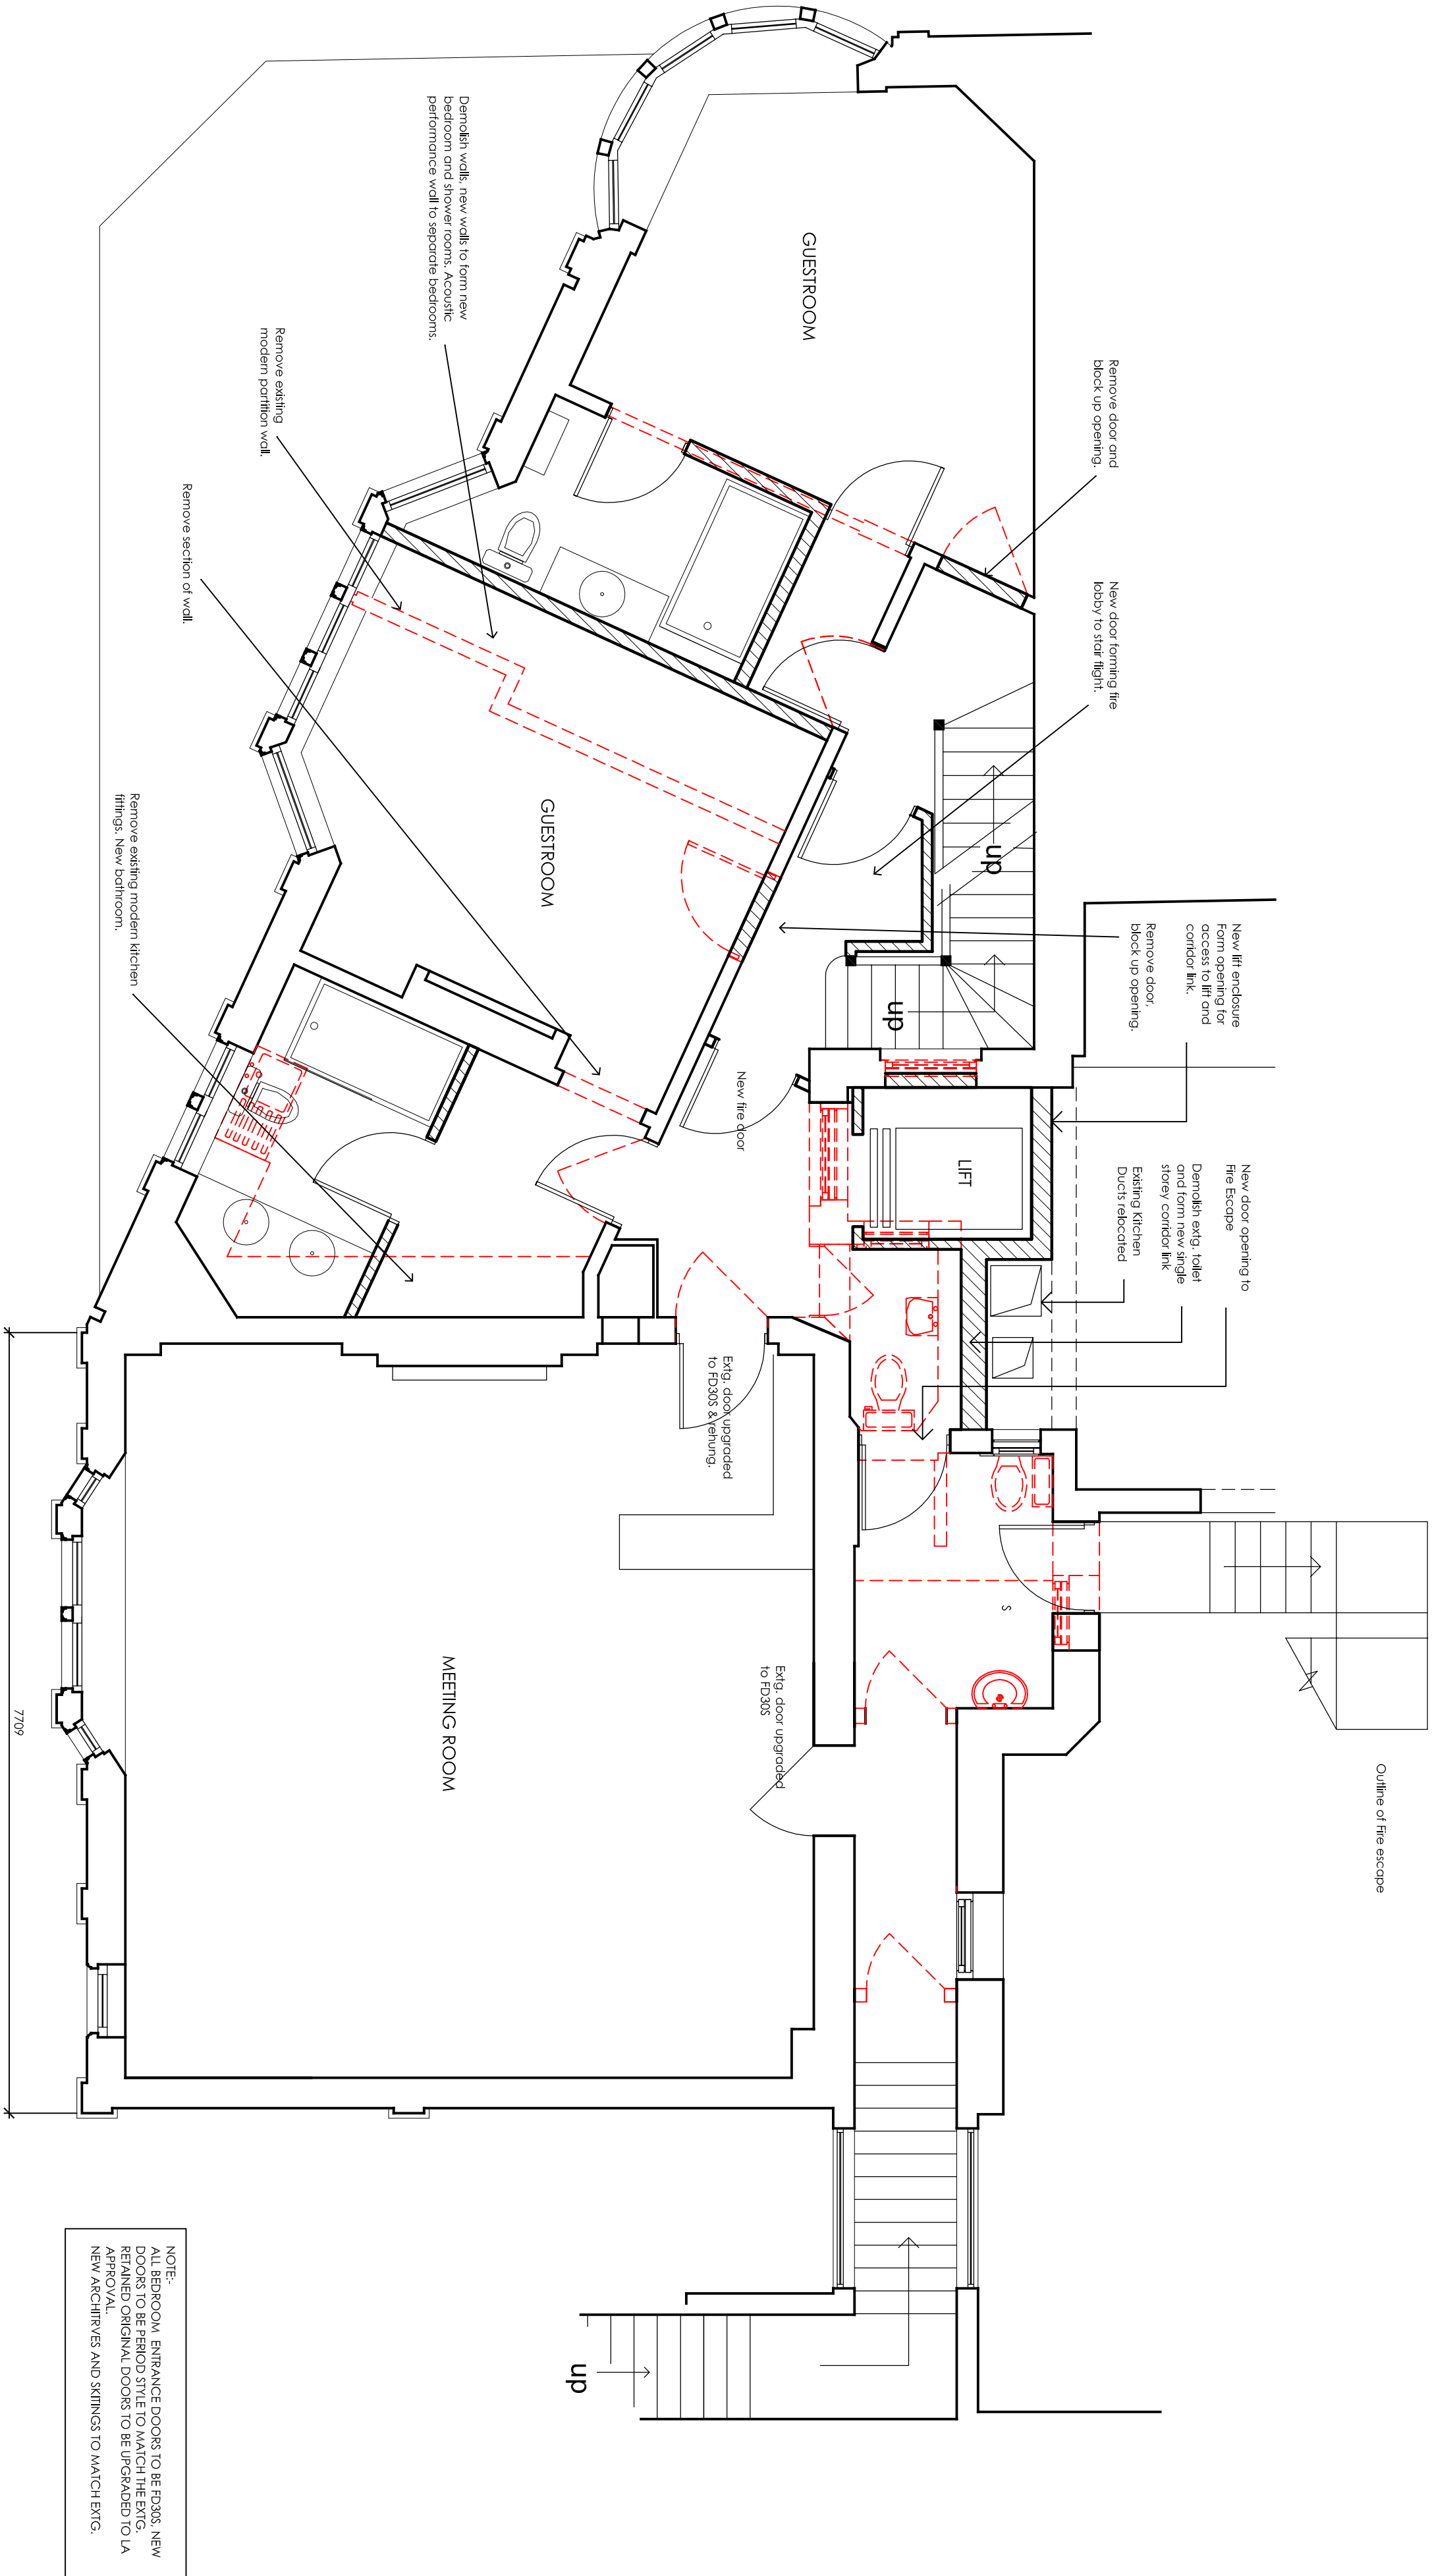 GUESTROOM
Remove door and
block up opening.
Demolish walls, new walls to form new
bedroom and shower rooms. Acoustic
performance wall to separate bedrooms.
Remove existing
modern partition wall.
Remove section of wall.
New door forming fire
lobby to stair flight.
up
up
GUESTROOM
Remove existing modern kitchen
fittings. New bathroom.
New lift enclosure
Form opening for
access to lift and
corridor link.
Remove door,
block up opening.
New fire door
LIFT
New door opening to
Fire Escape
Demolish extg. toilet
and form new single
storey corridor link
Existing Kitchen
Ducts relocated
Extg. door upgraded
to FD30S & rehung.
S
MEETING ROOM
Extg. door upgraded
to FD30S
Outline of Fire escape
7709
up
NOTE:-
ALL BEDROOM ENTRANCE DOORS TO BE FD30S, NEW
DOORS TO BE PERIOD STYLE TO MATCH THE EXTG.
RETAINED ORIGINAL DOORS TO BE UPGRADED TO LA
APPROVAL.
NEW ARCHITRVES AND SKITINGS TO MATCH EXTG.